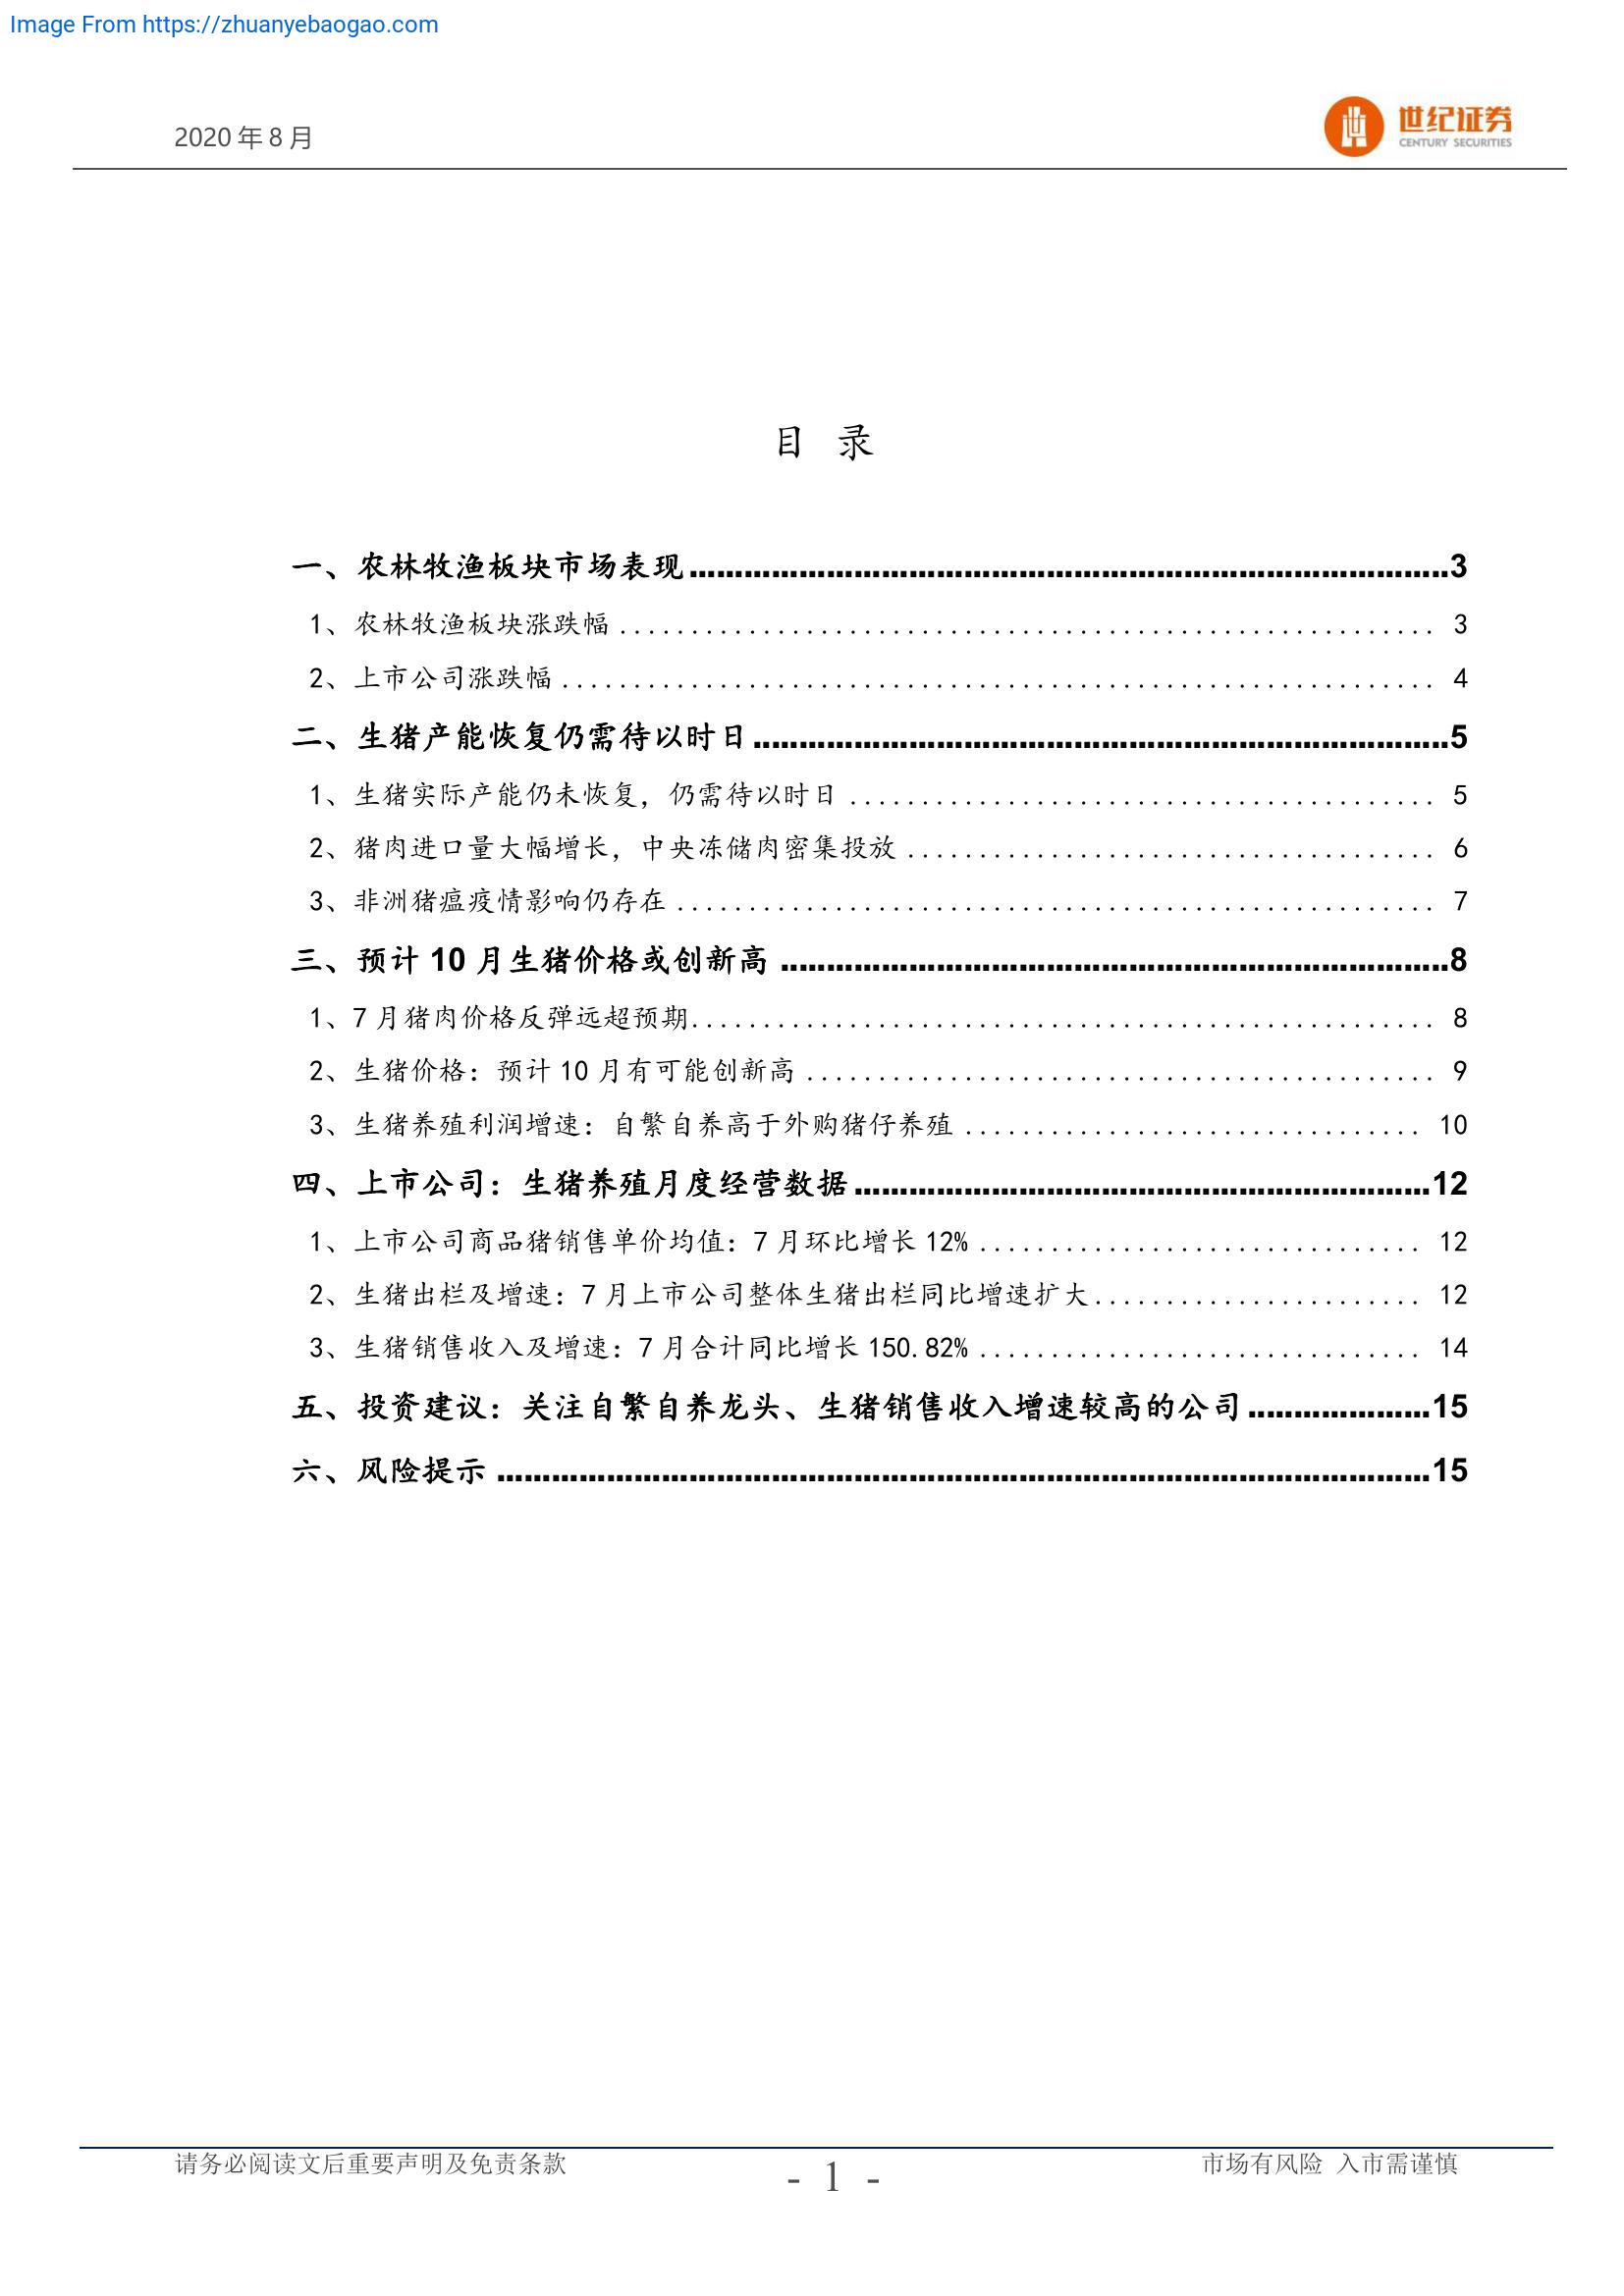 Image From https://zhuanyebaogao.com
2020 年 8 月
世纪证券
CENTURY SECURITIES
目 录
一、农林牧渔板块市场表现........................................3
1、农林牧渔板块涨跌幅........................................ 3
2、上市公司涨跌幅........................................ 4
二、生猪产能恢复仍需待以时日........................................5
1、生猪实际产能仍未恢复，仍需待以时日........................................ 5
2、猪肉进口量大幅增长，中央冻储肉密集投放........................................ 6
3、非洲猪瘟疫情影响仍存在........................................ 7
三、预计 10 月生猪价格或创新高........................................8
1、7 月猪肉价格反弹远超预期........................................ 8
2、生猪价格：预计 10 月有可能创新高........................................ 9
3、生猪养殖利润增速：自繁自养高于外购猪仔养殖........................................ 10
四、上市公司：生猪养殖月度经营数据........................................12
1、上市公司商品猪销售单价均值：7 月环比增长 12%........................................ 12
2、生猪出栏及增速：7 月上市公司整体生猪出栏同比增速扩大........................................ 12
3、生猪销售收入及增速：7 月合计同比增长 150.82%........................................ 14
五、投资建议：关注自繁自养龙头、生猪销售收入增速较高的公司....................15
六、风险提示........................................15
请务必阅读文后重要声明及免责条款
- 1 -
市场有风险 入市需谨慎